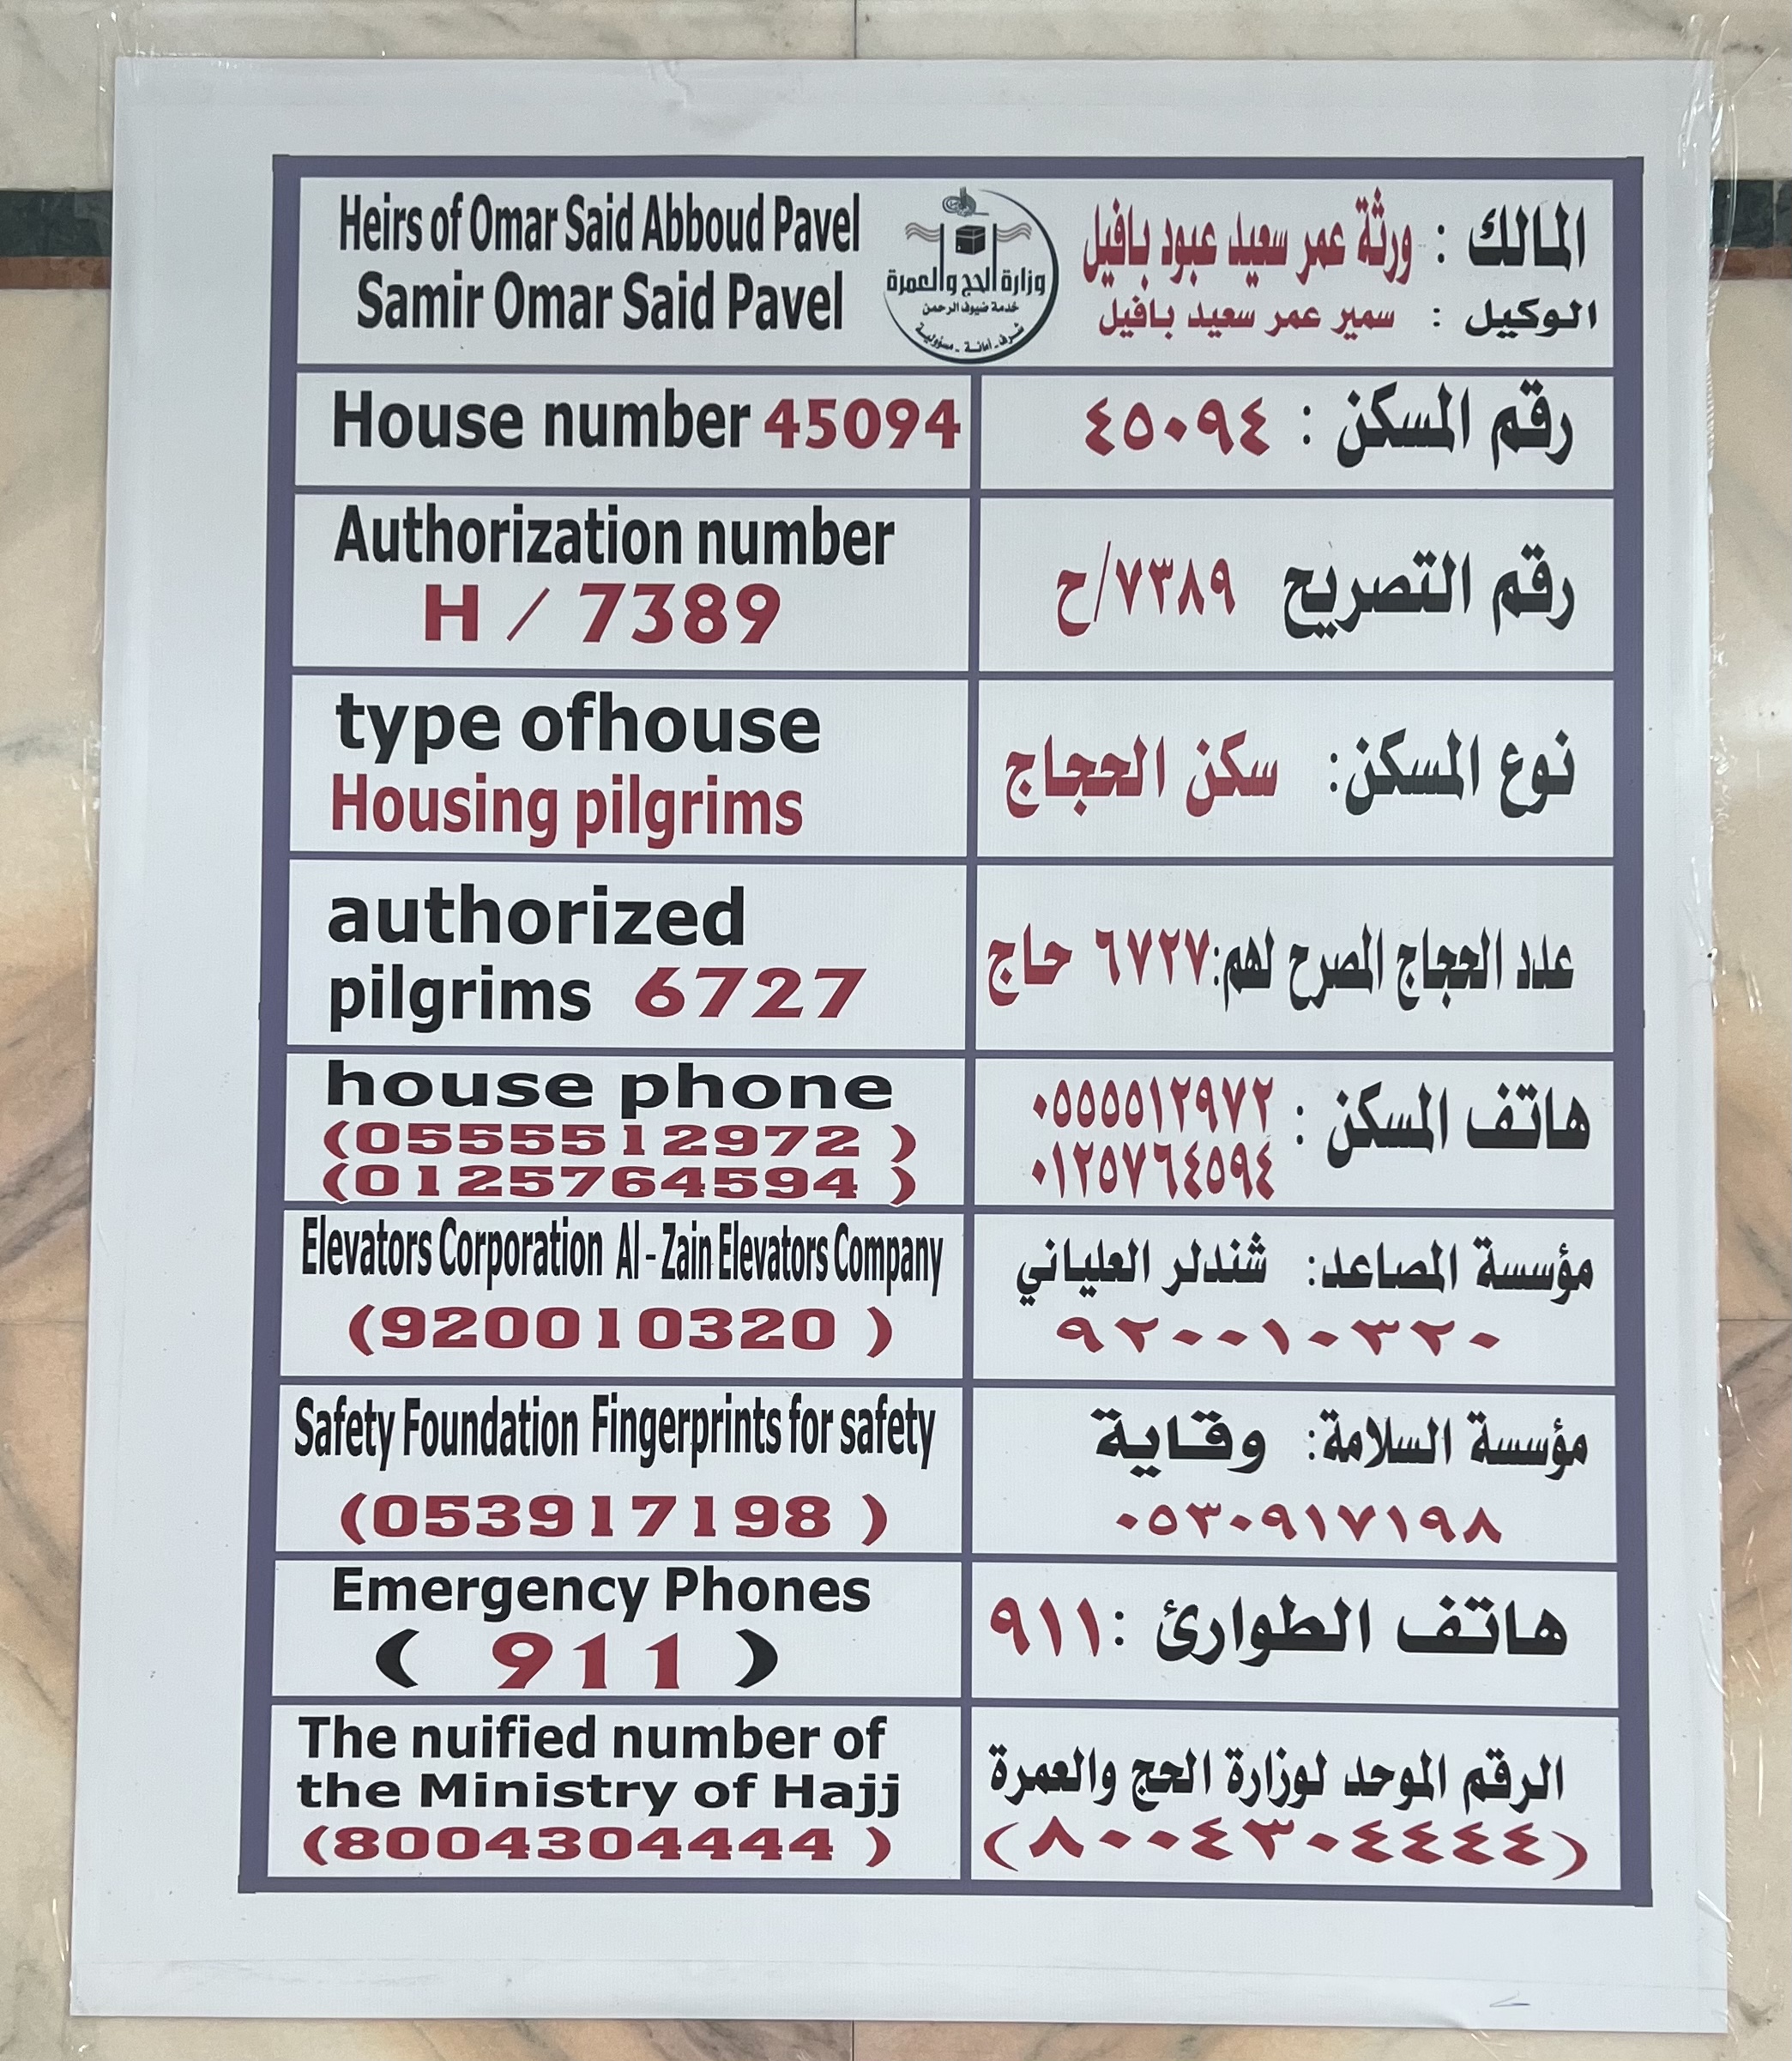 Heirs of Omar Said Abboud Pavel
Samir Omar Said Pavel
وزارة الحج والعمرة
خدمة ضيوف الرحمن
شرف - أمانة - مسؤولية
المالك : ورثة عمر سعيد عبود بافيل
الوكيل : سمير عمر سعيد بافيل
House number 45094
رقم المسكن : ٤٥٠٩٤
Authorization number
H / 7389
رقم التصريح ٧٣٨٩/ح
type ofhouse
Housing pilgrims
نوع المسكن: سكن الحجاج
authorized
pilgrims 6727
عدد الحجاج المصرح لهم:٦٧٢٧ حاج
house phone
(0555512972 )
(0125764594 )
هاتف المسكن :
٠٥٥٥٥١٢٩٧٢
٠١٢٥٧٦٤٥٩٤
Elevators Corporation Al - Zain Elevators Company
(920010320 )
مؤسسة المصاعد: شندلر العلياني
٩٢٠٠١٠٣٢٠
Safety Foundation Fingerprints for safety
(053917198 )
مؤسسة السلامة: وقاية
٠٥٣٠٩١٧١٩٨
Emergency Phones
( 911 )
هاتف الطوارئ :٩١١
The nuified number of
the Ministry of Hajj
(8004304444 )
الرقم الموحد لوزارة الحج والعمرة
(٨٠٠٤٣٠٤٤٤٤)